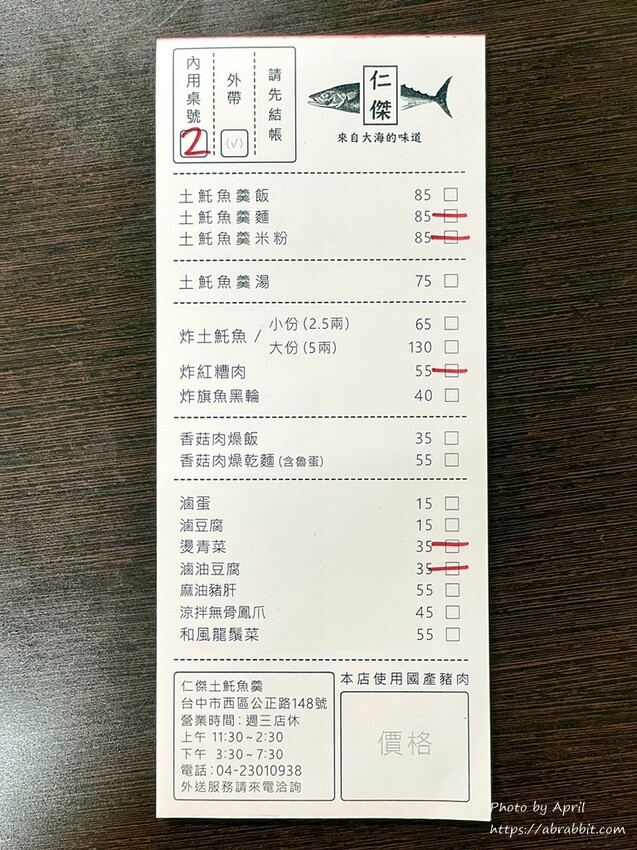 內用桌號 2
外帶 (√)
請先結帳
仁傑
來自大海的味道
土魠魚羹飯 85
土魠魚羹麵 85
土魠魚羹米粉 85
土魠魚羹湯 75
炸土魠魚 / 小份 (2.5兩) 65
大份 (5兩) 130
炸紅糟肉 55
炸旗魚黑輪 40
香菇肉燥飯 35
香菇肉燥乾麵 (含魯蛋) 55
滷蛋 15
滷豆腐 15
燙青菜 35
滷油豆腐 35
麻油豬肝 55
涼拌無骨鳳爪 45
和風龍鬚菜 55
仁傑土魠魚羹
台中市西區公正路148號
營業時間：週三店休
上午 11:30~2:30
下午 3:30~7:30
電話：04-23010938
外送服務請來電洽詢
本店使用國產豬肉
價格
Photo by April
https://abrabbit.com